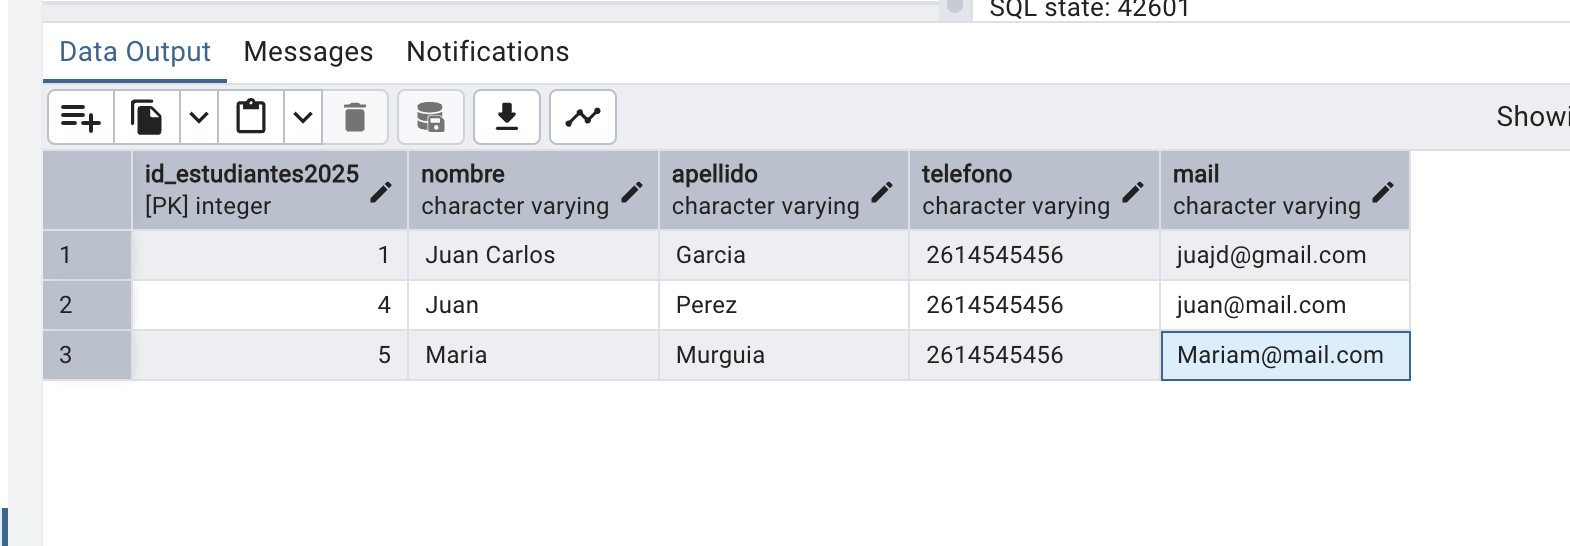 SQL state: 42601
Data Output Messages Notifications
Showi
id_estudiantes2025 nombre apellido telefono mail
[PK] integer character varying character varying character varying character varying
1 1 Juan Carlos Garcia 2614545456 juajd@gmail.com
2 4 Juan Perez 2614545456 juan@mail.com
3 5 Maria Murguia 2614545456 Mariam@mail.com